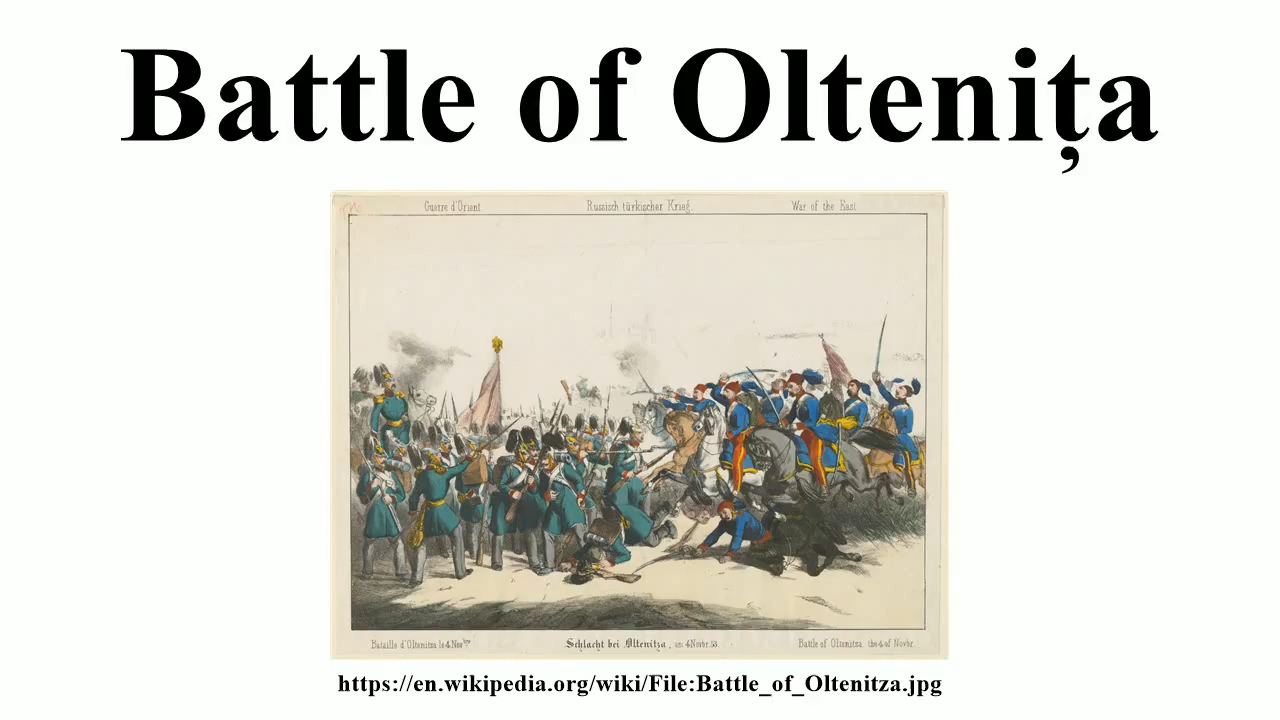 Battle of Oltenița
Guerre d'Orient. Russisch türkischer Krieg. War of the East
Bataille d'Oltenitza le 4 Novbre. Schlacht bei Oltenitza, am 4 Novbr. 53. Battle of Oltenitza. the 4 of Novbr.
https://en.wikipedia.org/wiki/File:Battle_of_Oltenitza.jpg